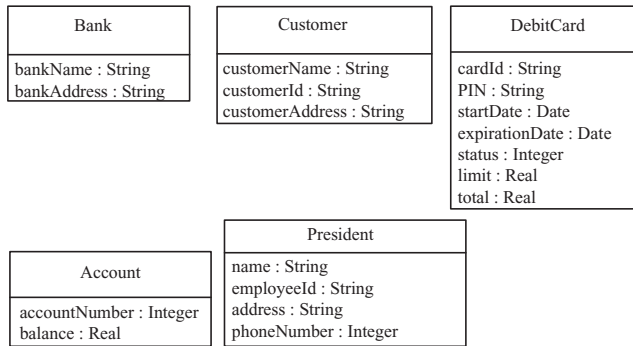 Bank
bankName : String
bankAddress : String
Customer
customerName : String
customerId : String
customerAddress : String
DebitCard
cardId : String
PIN : String
startDate : Date
expirationDate : Date
status : Integer
limit : Real
total : Real
Account
accountNumber : Integer
balance : Real
President
name : String
employeeId : String
address : String
phoneNumber : Integer